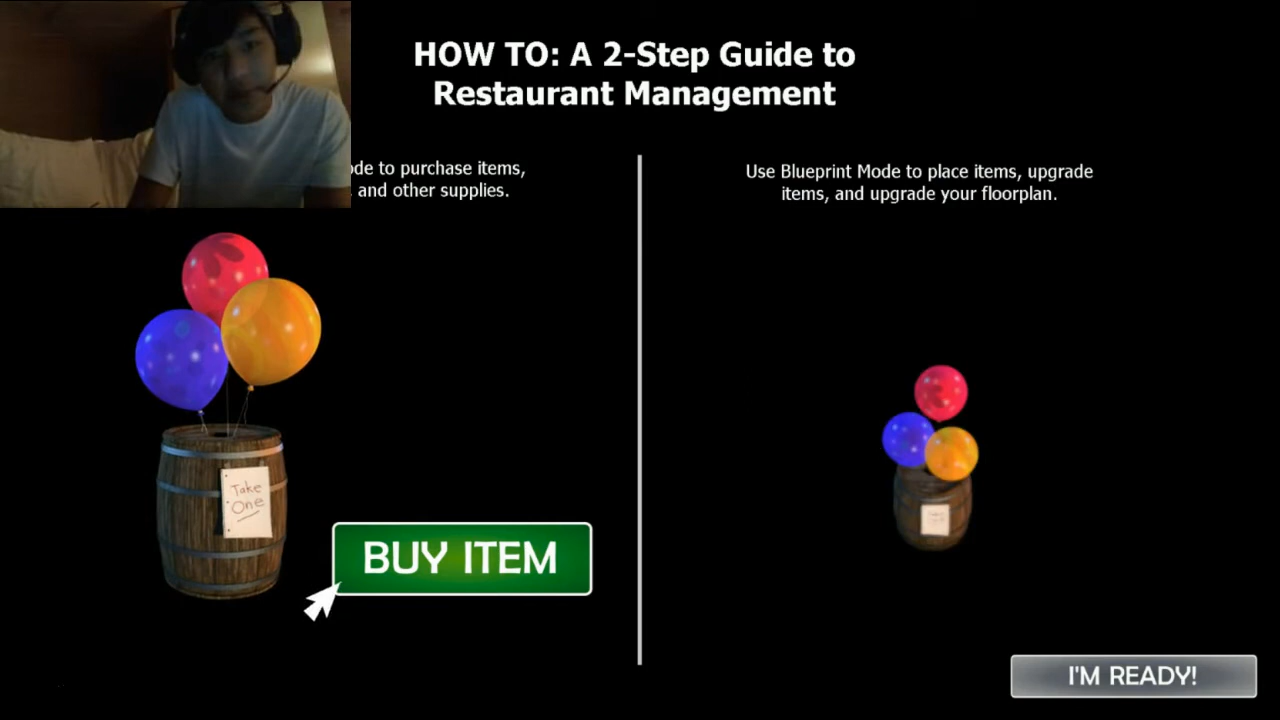 HOW TO: A 2-Step Guide to
Restaurant Management
to purchase items,
and other supplies.
Use Blueprint Mode to place items, upgrade
items, and upgrade your floorplan.
Take
One
BUY ITEM
I'M READY!